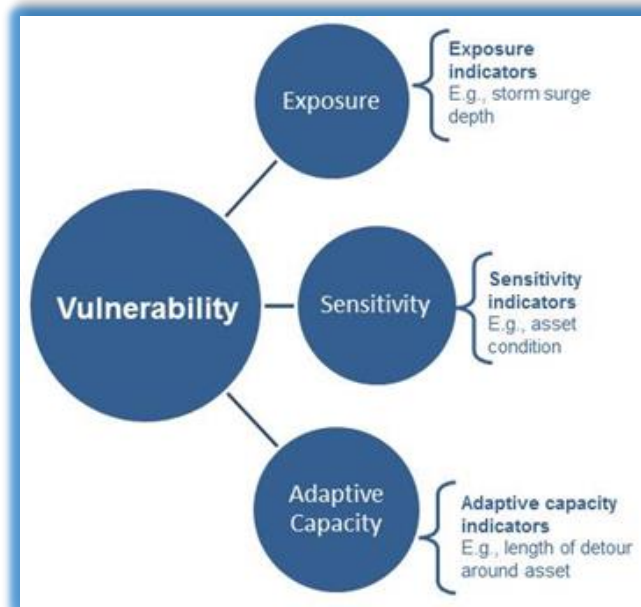 Exposure
Exposure
indicators
E.g., storm surge
depth
Vulnerability
Sensitivity
Sensitivity
indicators
E.g., asset
condition
Adaptive
Capacity
Adaptive capacity
indicators
E.g., length of detour
around asset